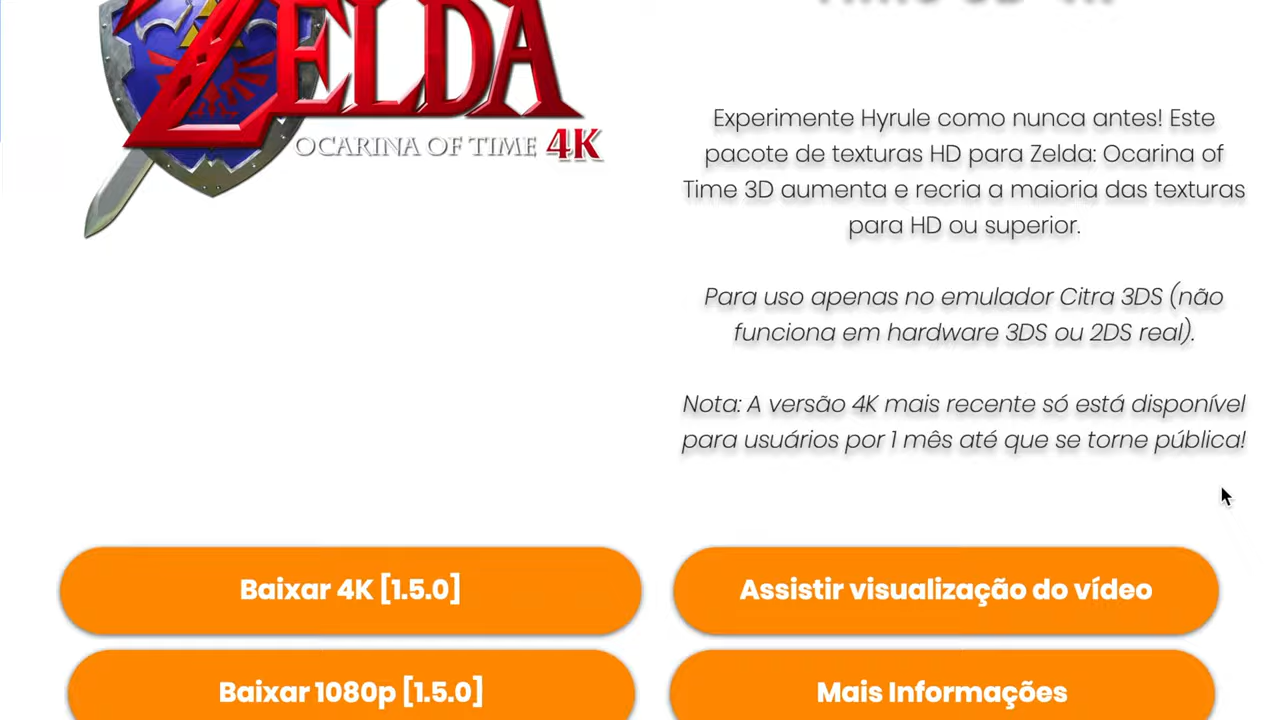 ZELDA
OCARINA OF TIME 4K
Experimente Hyrule como nunca antes! Este
pacote de texturas HD para Zelda: Ocarina of
Time 3D aumenta e recria a maioria das texturas
para HD ou superior.
Para uso apenas no emulador Citra 3DS (não
funciona em hardware 3DS ou 2DS real).
Nota: A versão 4K mais recente só está disponível
para usuários por 1 mês até que se torne pública!
Baixar 4K [1.5.0]
Assistir visualização do vídeo
Baixar 1080p [1.5.0]
Mais Informações